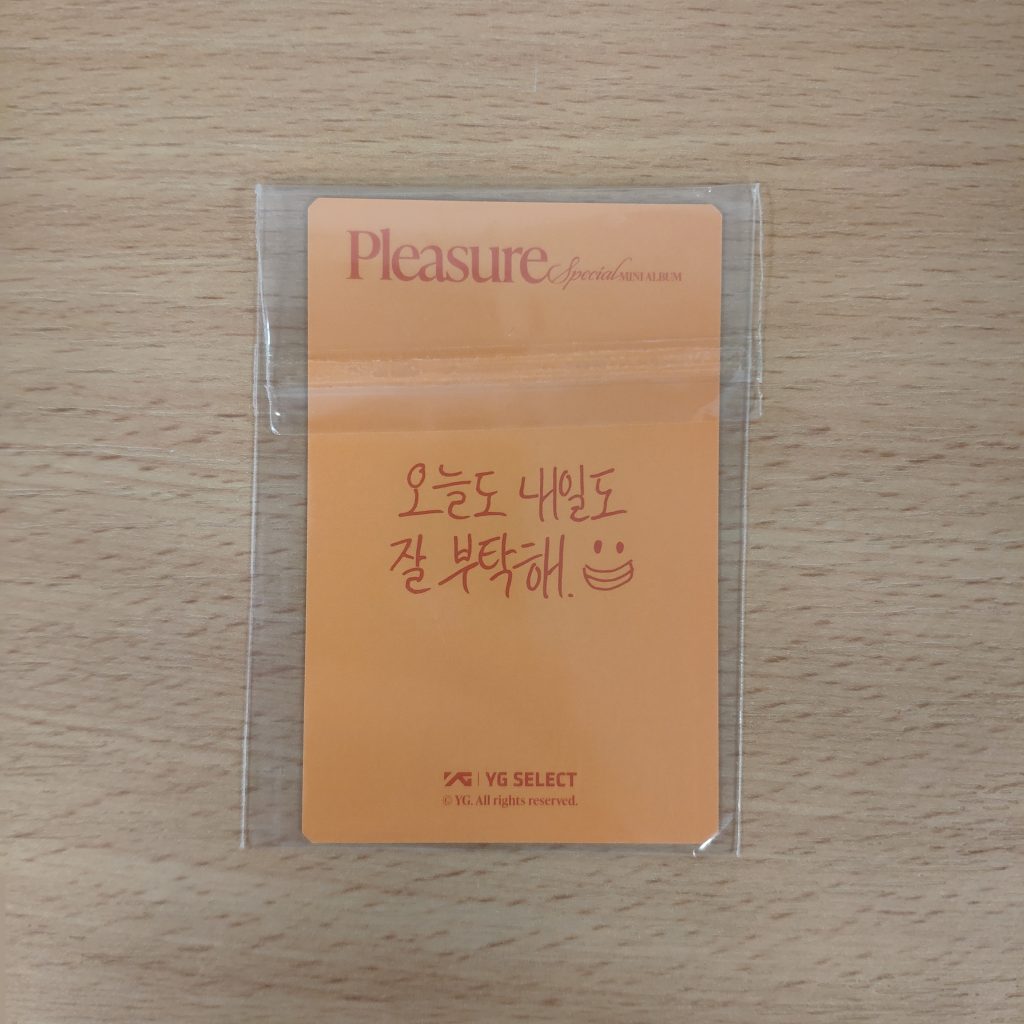 Pleasure Special MINI ALBUM
오늘도 내일도
잘 부탁해.
YG | YG SELECT
© YG. All rights reserved.